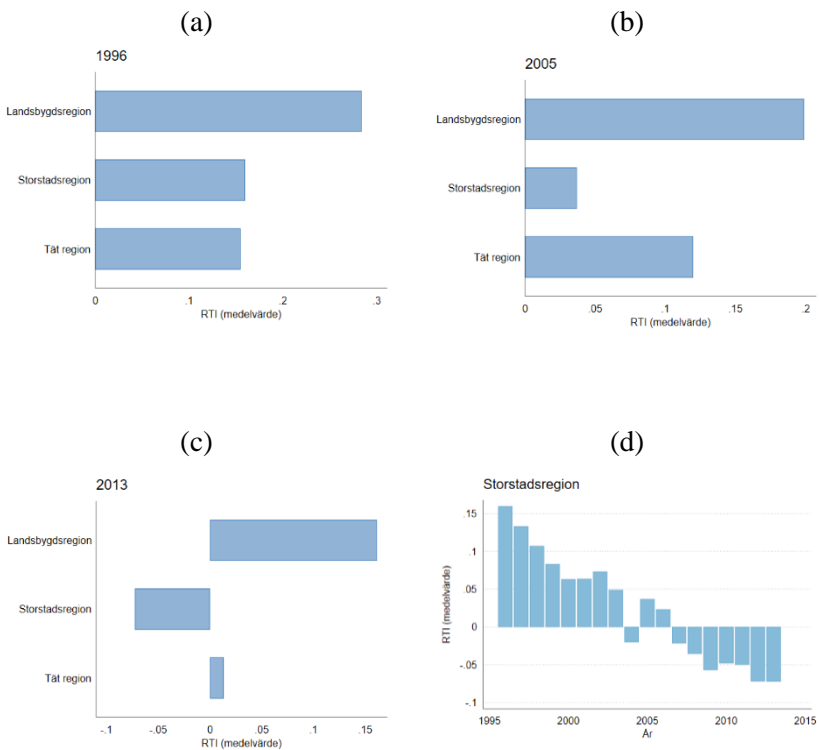 (a)
1996
Landsbygdsregion
Storstadsregion
Tät region
0 .1 .2 .3
RTI (medelvärde)
(b)
2005
Landsbygdsregion
Storstadsregion
Tät region
0 .05 .1 .15 .2
RTI (medelvärde)
(c)
2013
Landsbygdsregion
Storstadsregion
Tät region
-.1 -.05 0 .05 .1 .15
RTI (medelvärde)
(d)
Storstadsregion
RTI (medelvärde)
.15
.1
.05
0
-.05
-.1
1995 2000 2005 2010 2015
År